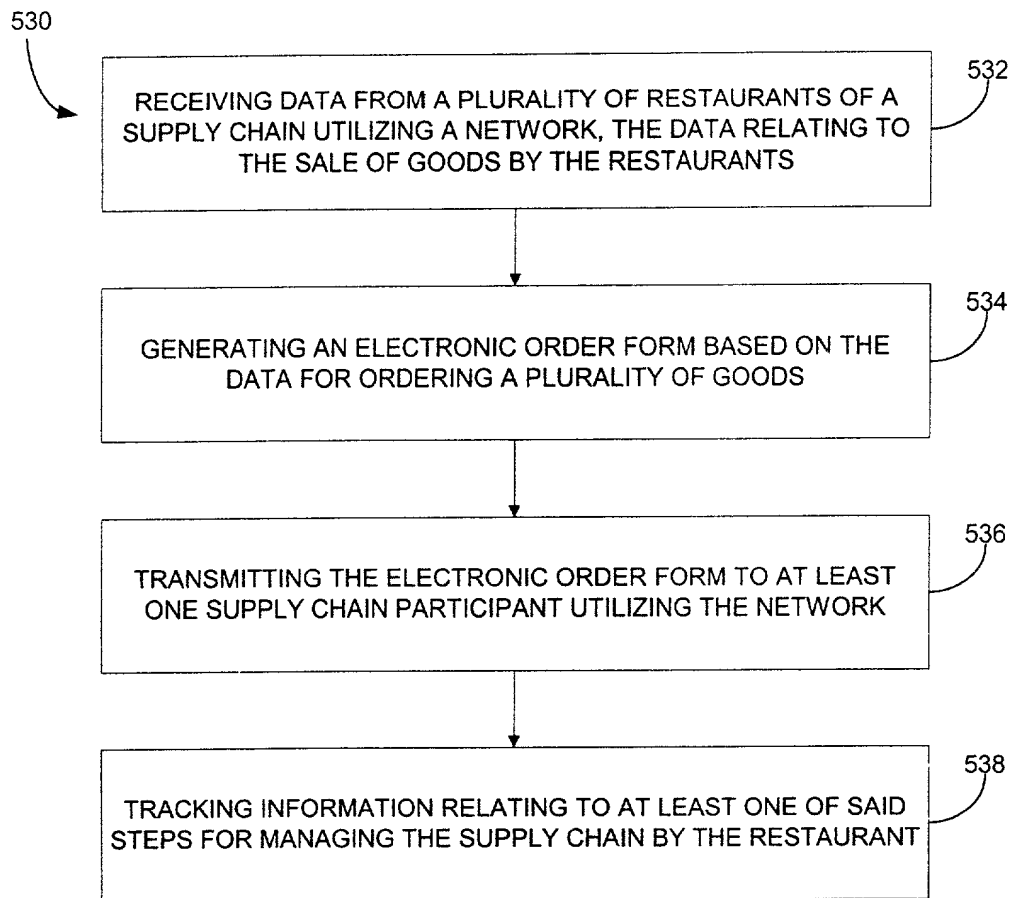 530
532
RECEIVING DATA FROM A PLURALITY OF RESTAURANTS OF A
SUPPLY CHAIN UTILIZING A NETWORK, THE DATA RELATING TO
THE SALE OF GOODS BY THE RESTAURANTS
534
GENERATING AN ELECTRONIC ORDER FORM BASED ON THE
DATA FOR ORDERING A PLURALITY OF GOODS
536
TRANSMITTING THE ELECTRONIC ORDER FORM TO AT LEAST
ONE SUPPLY CHAIN PARTICIPANT UTILIZING THE NETWORK
538
TRACKING INFORMATION RELATING TO AT LEAST ONE OF SAID
STEPS FOR MANAGING THE SUPPLY CHAIN BY THE RESTAURANT